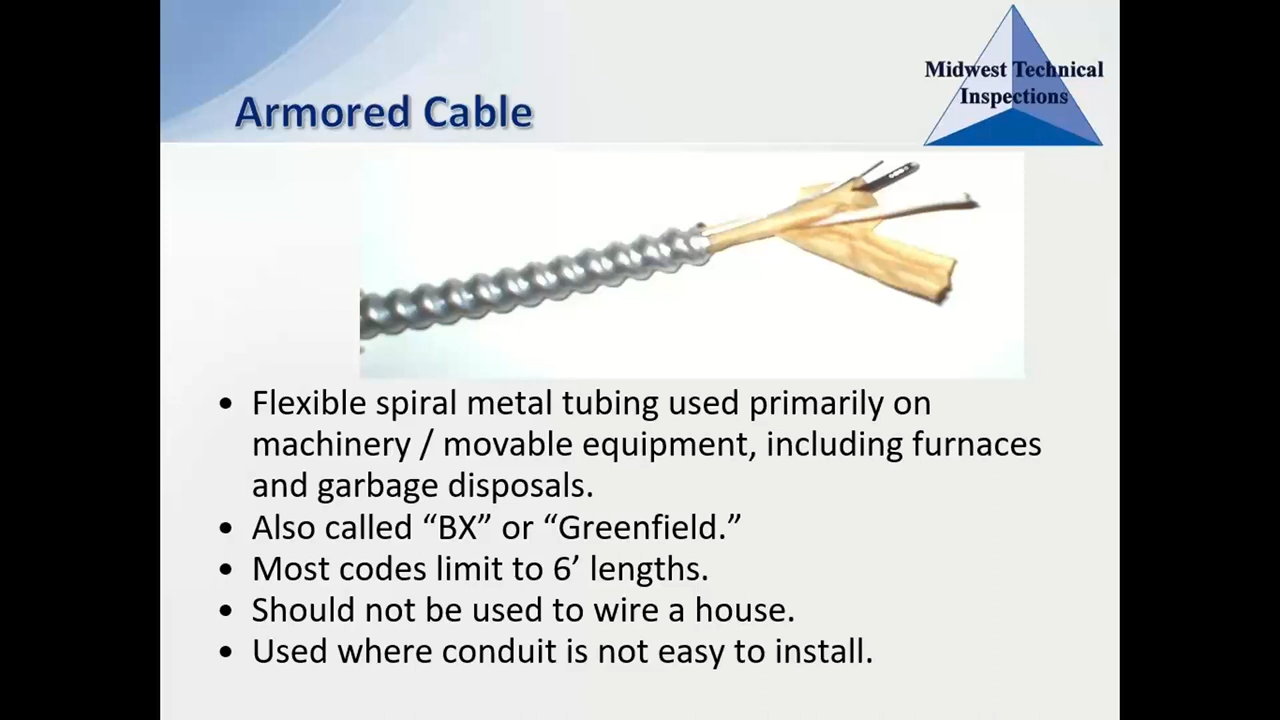 Midwest Technical
Inspections
Armored Cable
• Flexible spiral metal tubing used primarily on
machinery / movable equipment, including furnaces
and garbage disposals.
• Also called “BX” or “Greenfield.”
• Most codes limit to 6’ lengths.
• Should not be used to wire a house.
• Used where conduit is not easy to install.